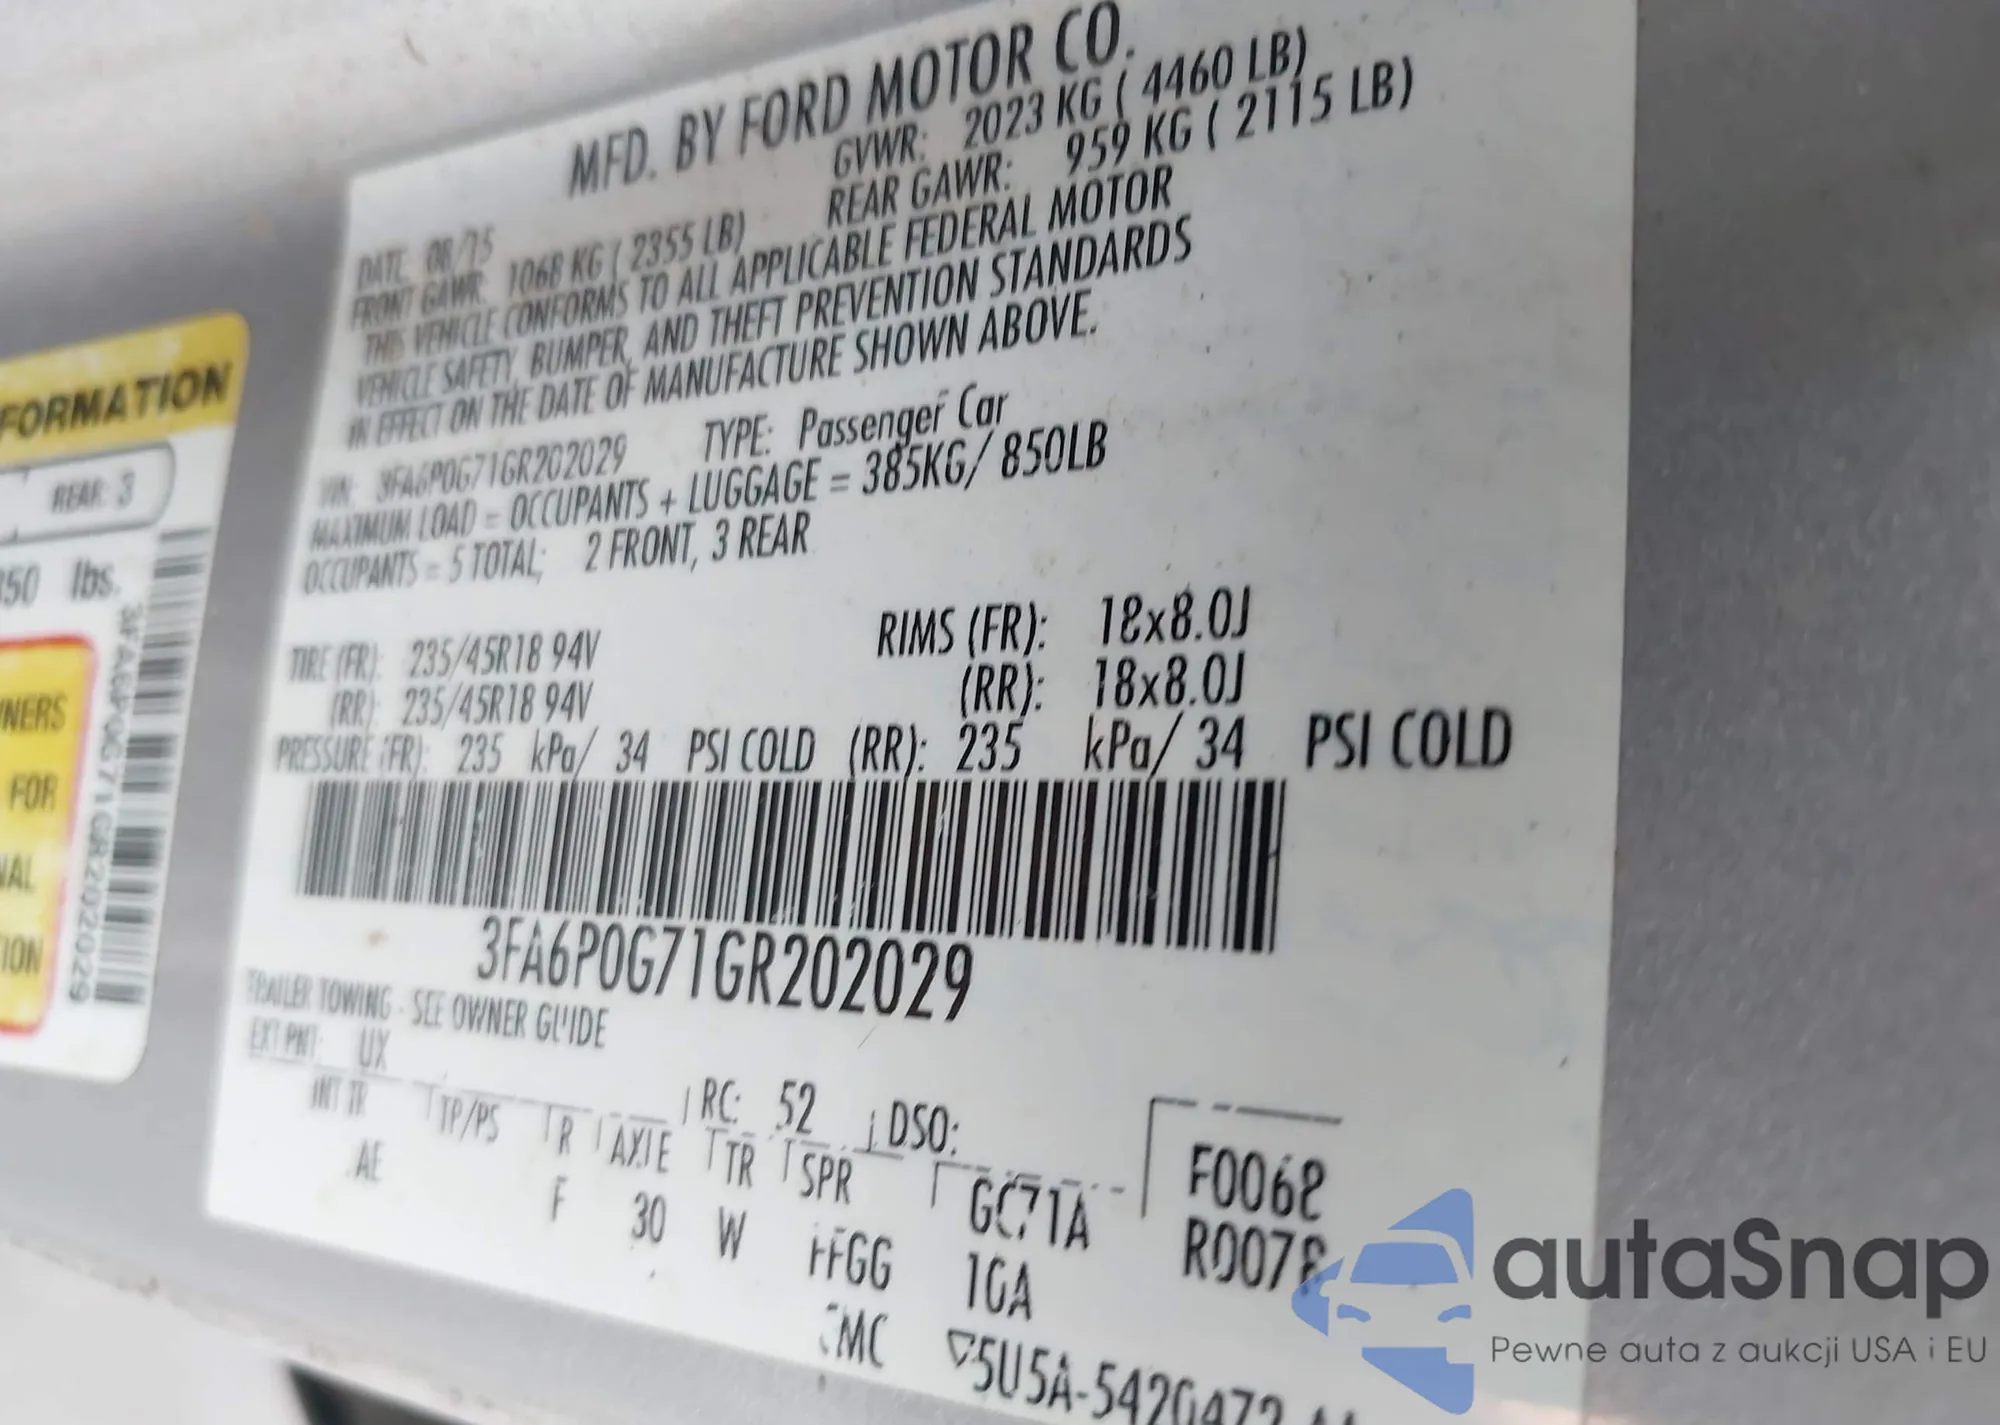 MFD. BY FORD MOTOR CO.
DATE: 08/15 GVWR: 2023 KG ( 4460 LB)
FRONT GAWR: 1068 KG ( 2355 LB) REAR GAWR: 959 KG ( 2115 LB)
THIS VEHICLE CONFORMS TO ALL APPLICABLE FEDERAL MOTOR
VEHICLE SAFETY, BUMPER, AND THEFT PREVENTION STANDARDS
IN EFFECT ON THE DATE OF MANUFACTURE SHOWN ABOVE.
VIN: 3FA6P0G71GR202029 TYPE: Passenger Car
MAXIMUM LOAD = OCCUPANTS + LUGGAGE = 385KG/ 850LB
OCCUPANTS = 5 TOTAL; 2 FRONT, 3 REAR
TIRE (FR): 235/45R18 94V RIMS (FR): 18x8.0J
(RR): 235/45R18 94V (RR): 18x8.0J
PRESSURE (FR): 235 kPa/ 34 PSI COLD (RR): 235 kPa/ 34 PSI COLD
3FA6P0G71GR202029
TRAILER TOWING - SEE OWNER GUIDE
EXT PNT: UX RC: 52 DSO:
INT TR TP/PS R AXLE TR SPR GC71A F0068
AE F 30 W FFGG 1GA R0078
5U5A-5420472
FORMATION
REAR: 3
850 lbs.
3FA6P0G71GR202029
FOR
autaSnap
Pewne auta z aukcji USA i EU